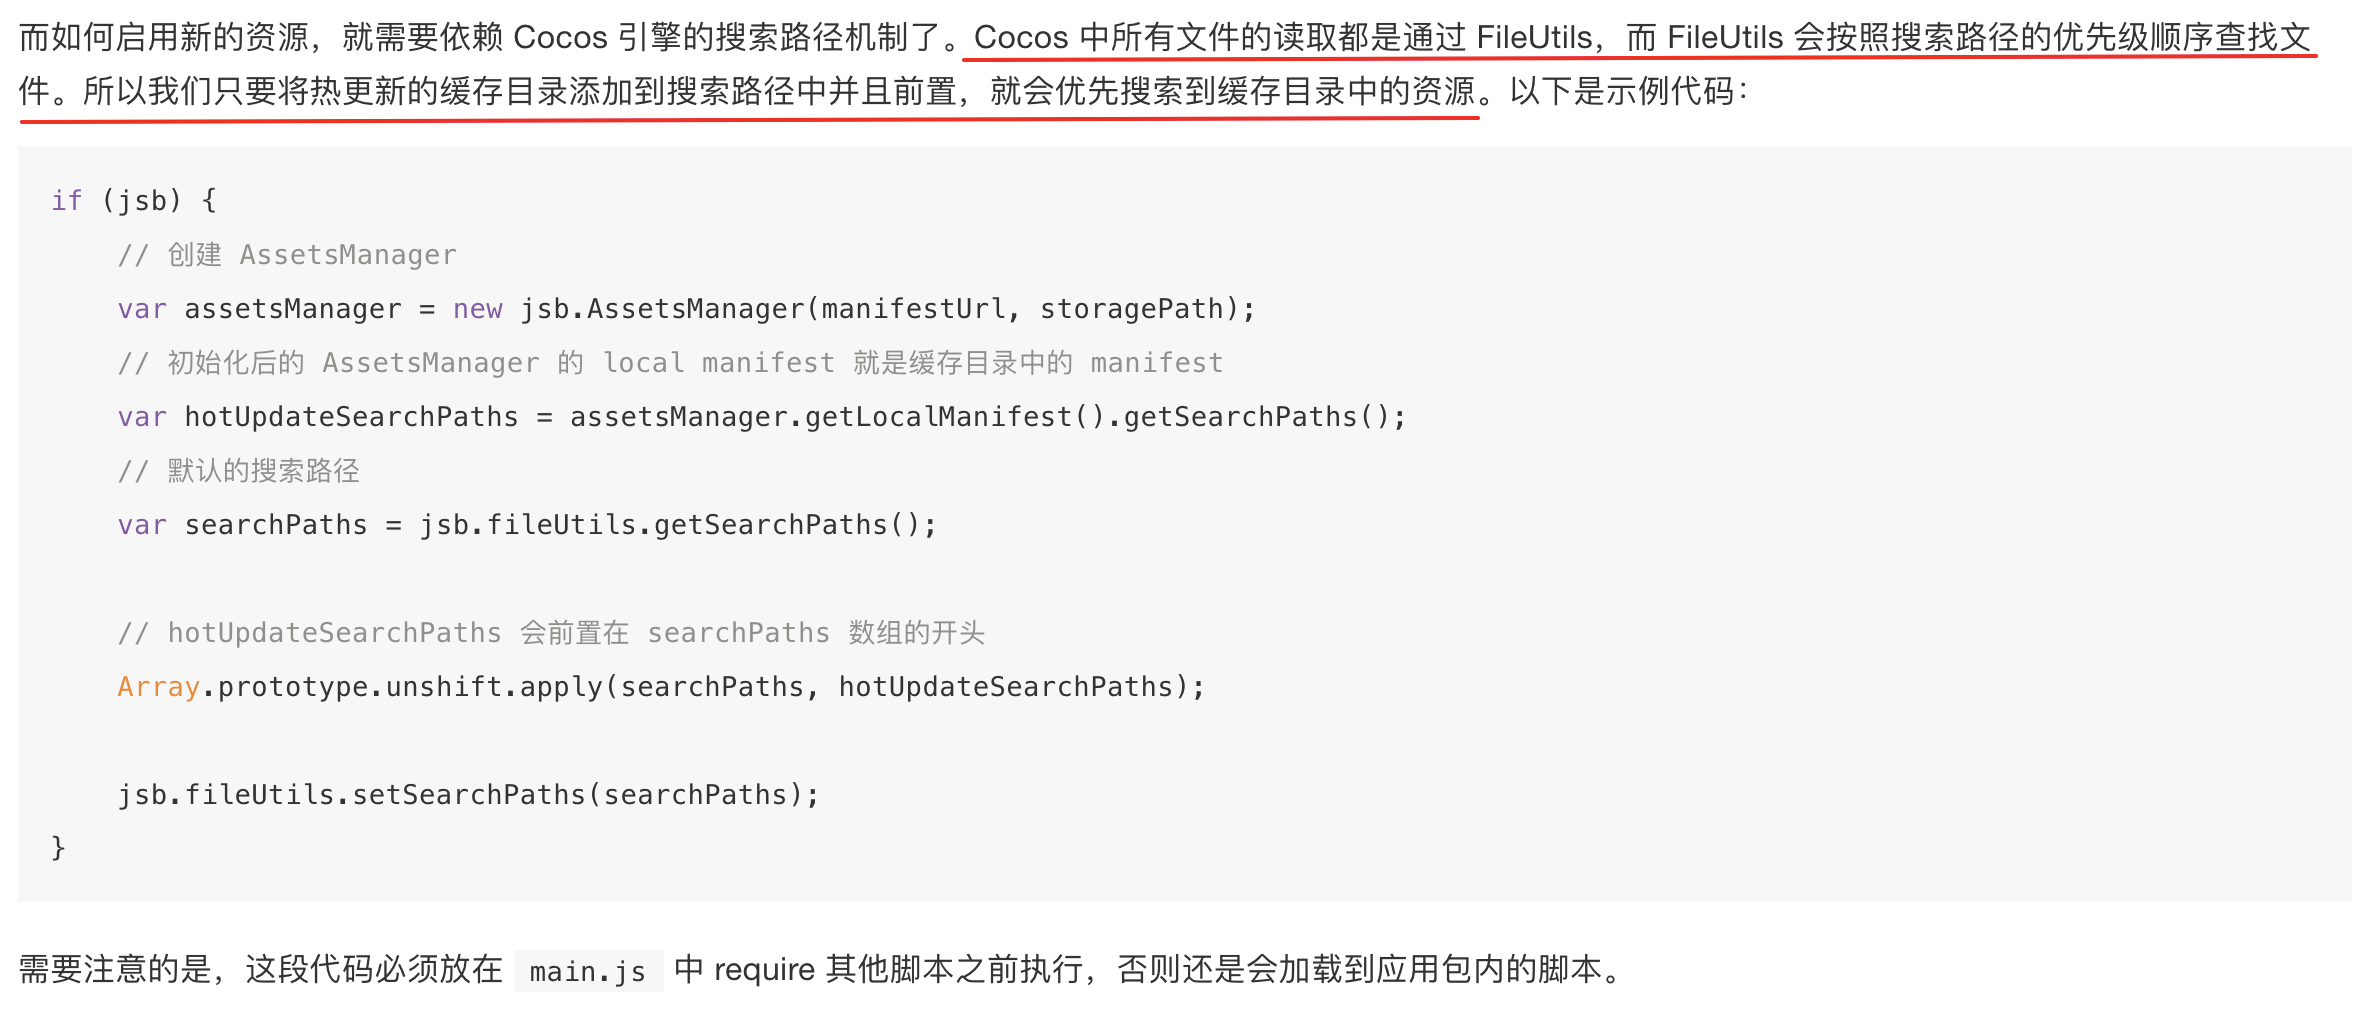 而如何启用新的资源，就需要依赖 Cocos 引擎的搜索路径机制了。Cocos 中所有文件的读取都是通过 FileUtils，而 FileUtils 会按照搜索路径的优先级顺序查找文
件。所以我们只要将热更新的缓存目录添加到搜索路径中并且前置，就会优先搜索到缓存目录中的资源。以下是示例代码：
if (jsb) {
    // 创建 AssetsManager
    var assetsManager = new jsb.AssetsManager(manifestUrl, storagePath);
    // 初始化后的 AssetsManager 的 local manifest 就是缓存目录中的 manifest
    var hotUpdateSearchPaths = assetsManager.getLocalManifest().getSearchPaths();
    // 默认的搜索路径
    var searchPaths = jsb.fileUtils.getSearchPaths();
    // hotUpdateSearchPaths 会前置在 searchPaths 数组的开头
    Array.prototype.unshift.apply(searchPaths, hotUpdateSearchPaths);
    jsb.fileUtils.setSearchPaths(searchPaths);
}
需要注意的是，这段代码必须放在 main.js 中 require 其他脚本之前执行，否则还是会加载到应用包内的脚本。